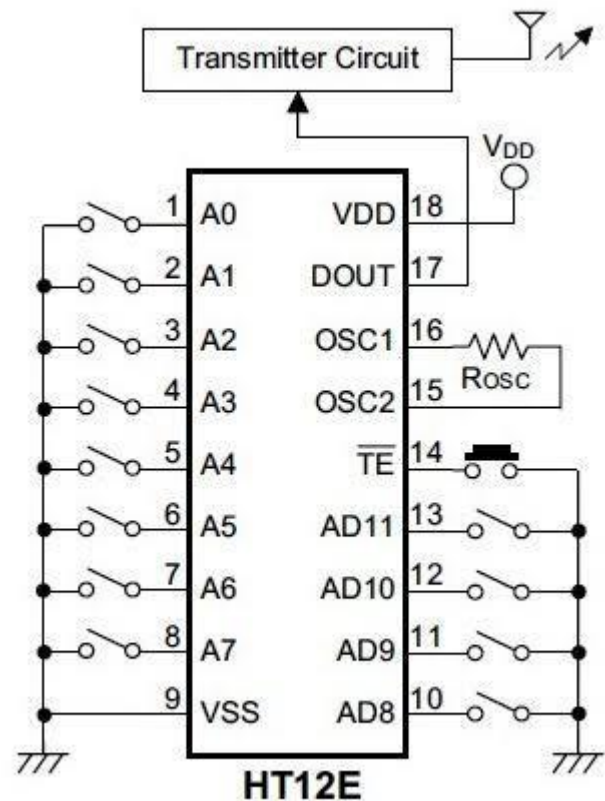 Transmitter Circuit
VDD
1 A0 VDD 18
2 A1 DOUT 17
3 A2 OSC1 16
ROSC
4 A3 OSC2 15
5 A4 T̅E̅ 14
6 A5 AD11 13
7 A6 AD10 12
8 A7 AD9 11
9 VSS AD8 10
HT12E